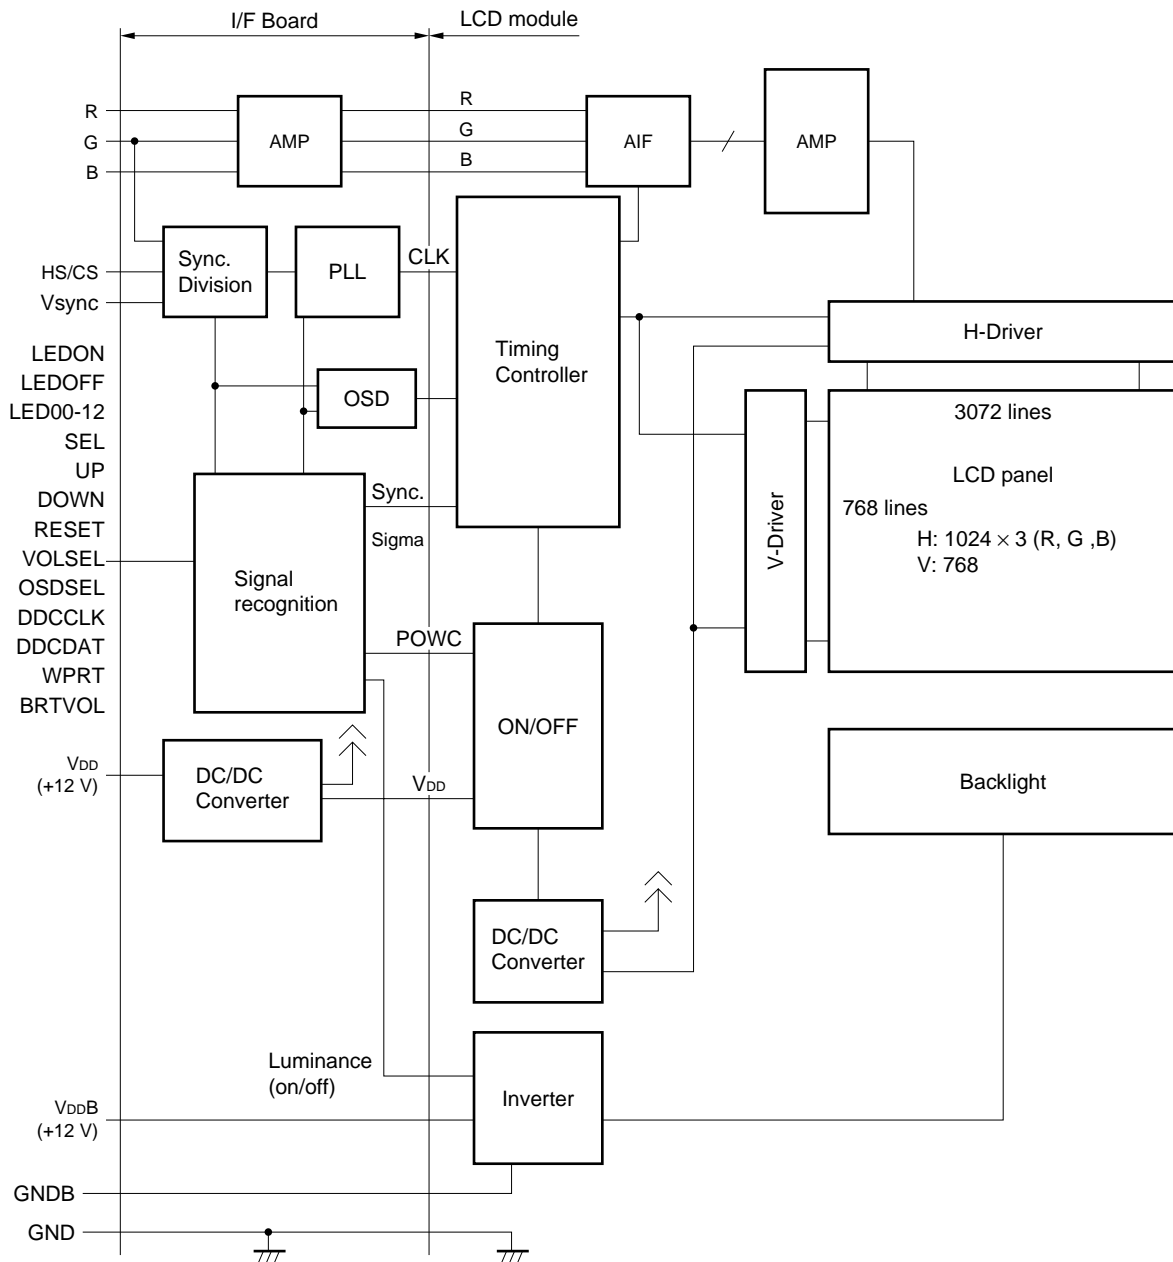 I/F Board
LCD module
R
G
B
AMP
R
G
B
AIF
AMP
HS/CS
Vsync
Sync.
Division
PLL
CLK
Timing
Controller
H-Driver
LEDON
LEDOFF
LED00-12
SEL
UP
DOWN
RESET
VOLSEL
OSDSEL
DDCCLK
DDCDAT
WPRT
BRTVOL
OSD
Signal
recognition
Sync.
Sigma
POWC
V-Driver
3072 lines
LCD panel
768 lines
H: 1024 × 3 (R, G ,B)
V: 768
ON/OFF
VDD
(+12 V)
DC/DC
Converter
VDD
Backlight
DC/DC
Converter
Luminance
(on/off)
Inverter
VDDB
(+12 V)
GNDB
GND